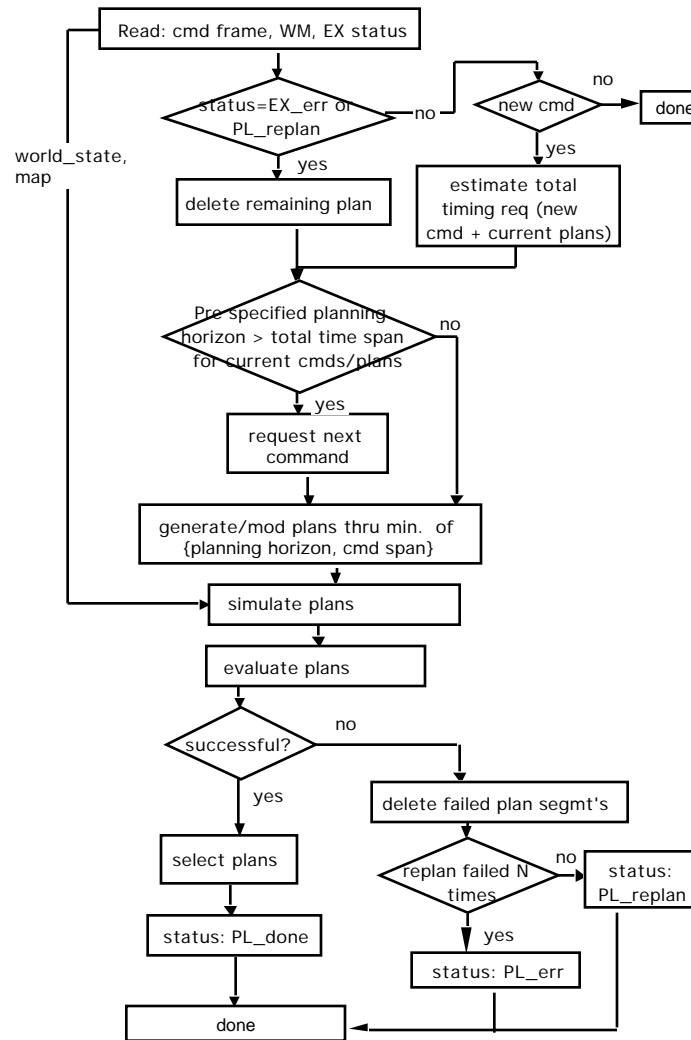 Read: cmd frame, WM, EX status
status=EX_err or
PL_replan
no
new cmd
no
done
yes
yes
world_state,
map
delete remaining plan
estimate total
timing req (new
cmd + current plans)
Pre specified planning
horizon > total time span
for current cmds/plans
no
yes
request next
command
generate/mod plans thru min. of
{planning horizon, cmd span}
simulate plans
evaluate plans
successful?
no
yes
delete failed plan segmt's
select plans
replan failed N
times
no
status:
PL_replan
yes
status: PL_done
status: PL_err
done